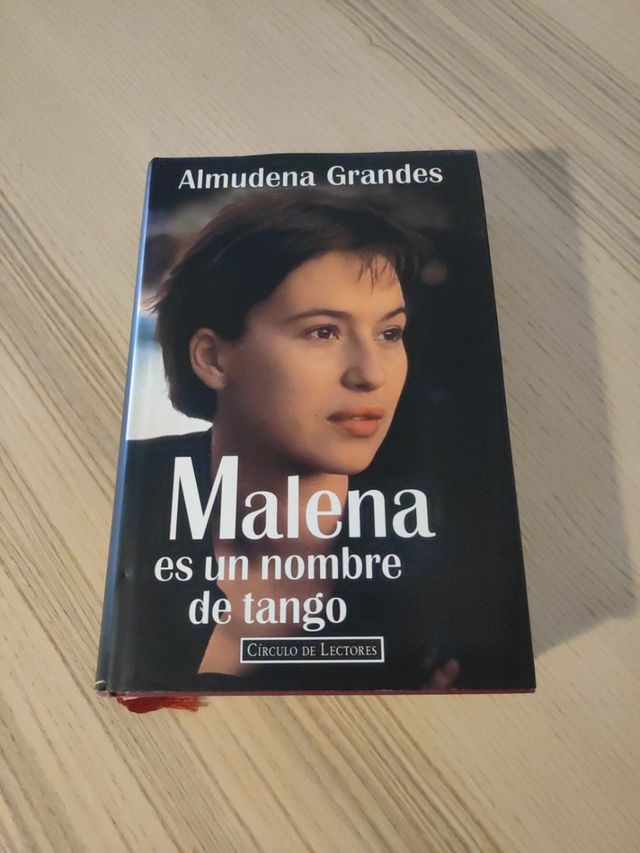 Almudena Grandes
Malena
es un nombre
de tango
CÍRCULO DE LECTORES